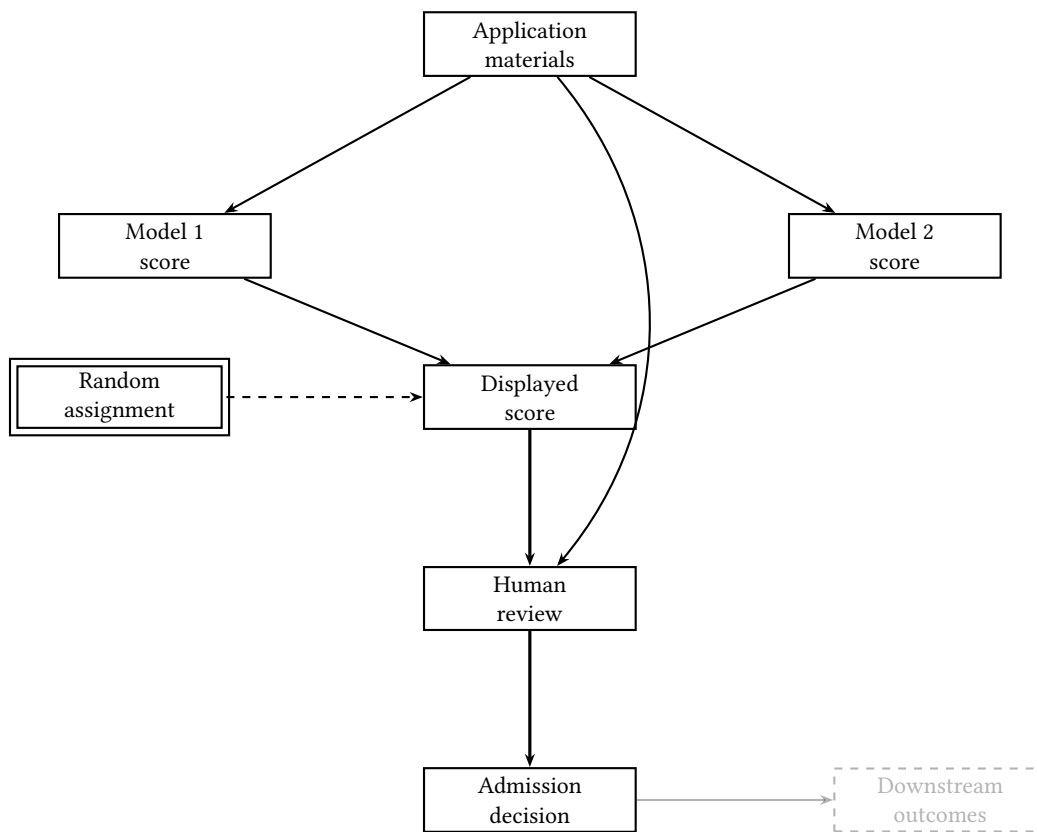 Application
materials
Model 1
score
Model 2
score
Random
assignment
Displayed
score
Human
review
Admission
decision
Downstream
outcomes